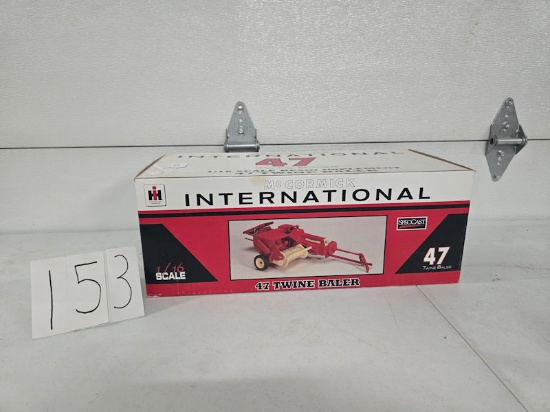 INTERNATIONAL
47
McCORMICK
INTERNATIONAL
IH
SPECCAST
1/16
SCALE
47
TWINE BALER
47 TWINE BALER
153